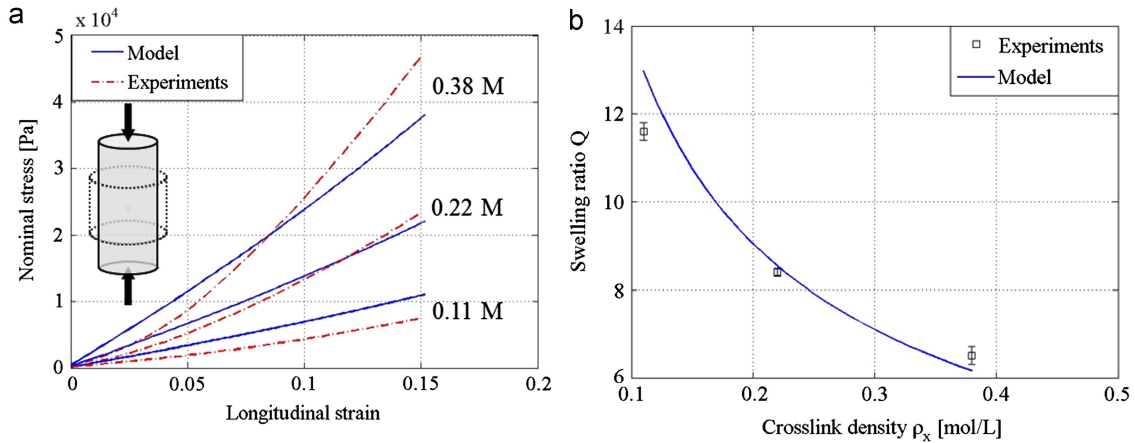 a
x 10⁴
5
4
3
2
1
0
0
0.05
0.1
0.15
0.2
Nominal stress [Pa]
Longitudinal strain
Model
Experiments
0.38 M
0.22 M
0.11 M
b
14
12
10
8
6
0.1
0.2
0.3
0.4
0.5
Swelling ratio Q
Crosslink density ρₓ [mol/L]
Experiments
Model